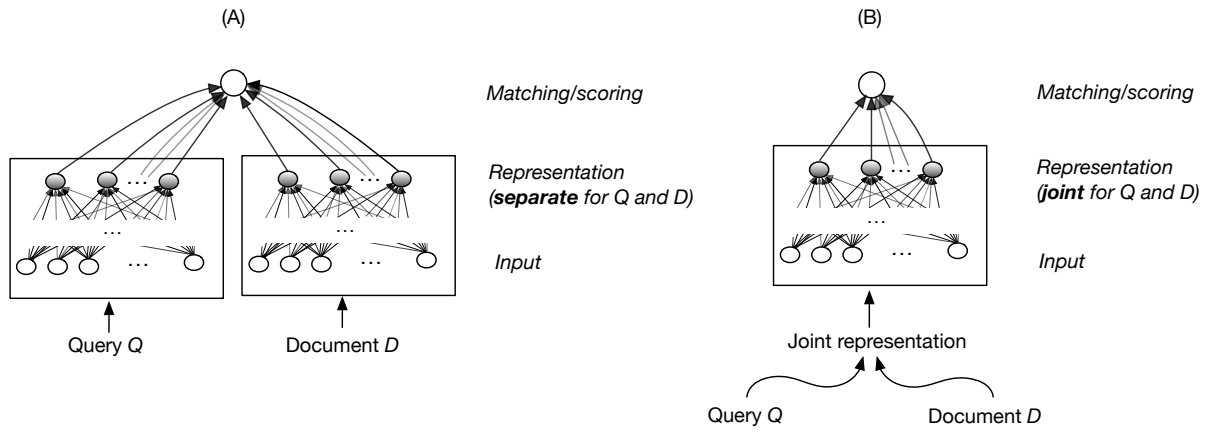 (A)
Matching/scoring
Representation
(separate for Q and D)
...
...
...
...
Input
...
...
Query Q
Document D
(B)
Matching/scoring
Representation
(joint for Q and D)
...
...
Input
...
Joint representation
Query Q
Document D